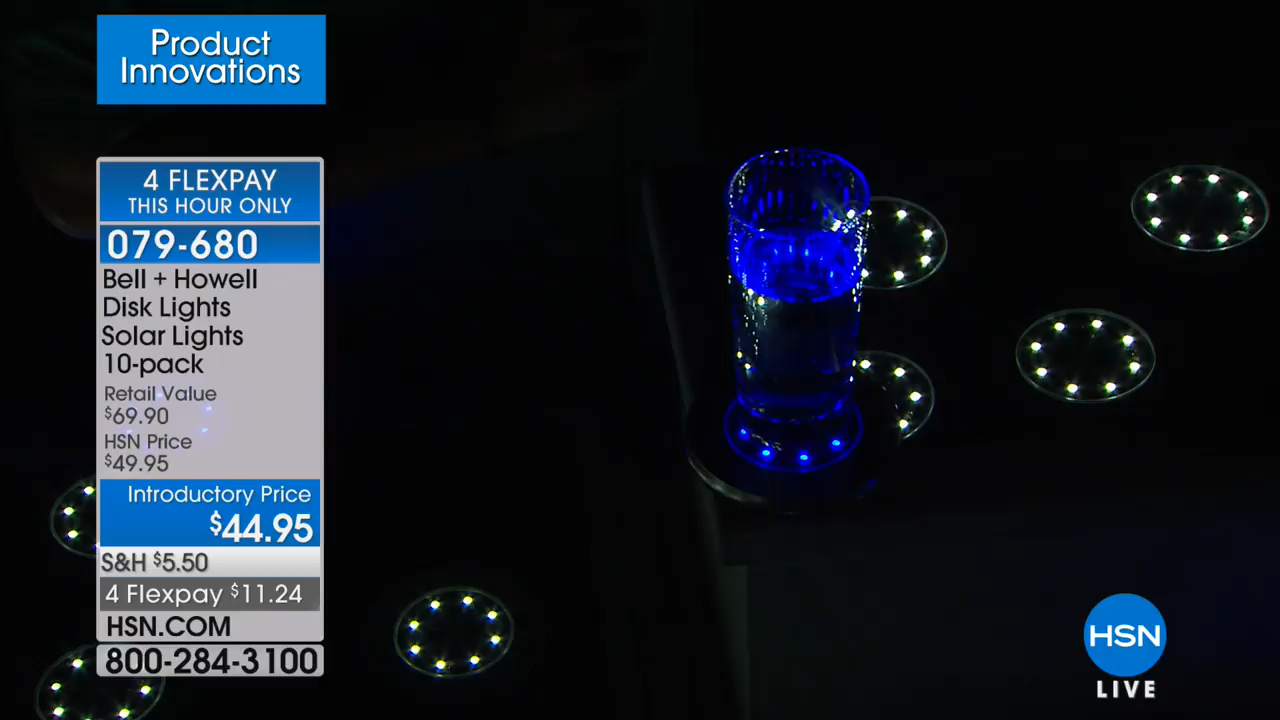 Product
Innovations
4 FLEXPAY
THIS HOUR ONLY
079-680
Bell + Howell
Disk Lights
Solar Lights
10-pack
Retail Value
$69.90
HSN Price
$49.95
Introductory Price
$44.95
S&H $5.50
4 Flexpay $11.24
HSN.COM
800-284-3100
HSN
LIVE